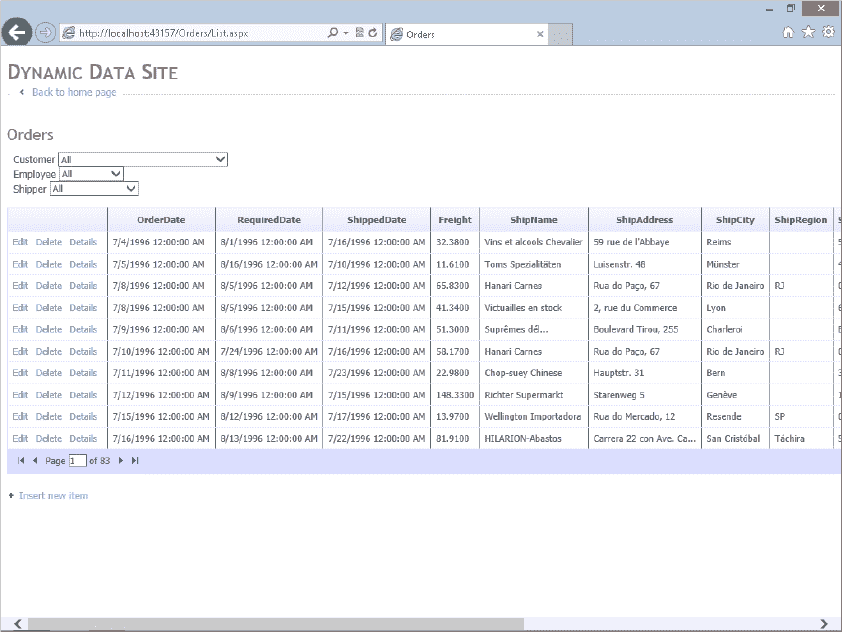 http://localhost:43157/Orders/List.aspx
Orders
DYNAMIC DATA SITE
Back to home page
Orders
Customer All
Employee All
Shipper All
OrderDate RequiredDate ShippedDate Freight ShipName ShipAddress ShipCity ShipRegion S
Edit Delete Details 7/4/1996 12:00:00 AM 8/1/1996 12:00:00 AM 7/16/1996 12:00:00 AM 32.3800 Vins et alcools Chevalier 59 rue de l'Abbaye Reims 5
Edit Delete Details 7/5/1996 12:00:00 AM 8/16/1996 12:00:00 AM 7/10/1996 12:00:00 AM 11.6100 Toms Spezialitäten Luisenstr. 48 Münster 4
Edit Delete Details 7/8/1996 12:00:00 AM 8/5/1996 12:00:00 AM 7/12/1996 12:00:00 AM 65.8300 Hanari Carnes Rua do Paço, 67 Rio de Janeiro RJ 0
Edit Delete Details 7/8/1996 12:00:00 AM 8/5/1996 12:00:00 AM 7/15/1996 12:00:00 AM 41.3400 Victuailles en stock 2, rue du Commerce Lyon 6
Edit Delete Details 7/9/1996 12:00:00 AM 8/6/1996 12:00:00 AM 7/11/1996 12:00:00 AM 51.3000 Suprêmes dél... Boulevard Tirou, 255 Charleroi
Edit Delete Details 7/10/1996 12:00:00 AM 7/24/1996 12:00:00 AM 7/16/1996 12:00:00 AM 58.1700 Hanari Carnes Rua do Paço, 67 Rio de Janeiro RJ 0
Edit Delete Details 7/11/1996 12:00:00 AM 8/8/1996 12:00:00 AM 7/23/1996 12:00:00 AM 22.9800 Chop-suey Chinese Hauptstr. 31 Bern 3
Edit Delete Details 7/12/1996 12:00:00 AM 8/9/1996 12:00:00 AM 7/15/1996 12:00:00 AM 148.3300 Richter Supermarkt Starenweg 5 Genève 1
Edit Delete Details 7/15/1996 12:00:00 AM 8/12/1996 12:00:00 AM 7/17/1996 12:00:00 AM 13.9700 Wellington Importadora Rua do Mercado, 12 Resende SP 0
Edit Delete Details 7/16/1996 12:00:00 AM 8/13/1996 12:00:00 AM 7/22/1996 12:00:00 AM 81.9100 HILARION-Abastos Carrera 22 con Ave. Ca... San Cristóbal Táchira 5
Page 1 of 83
Insert new item